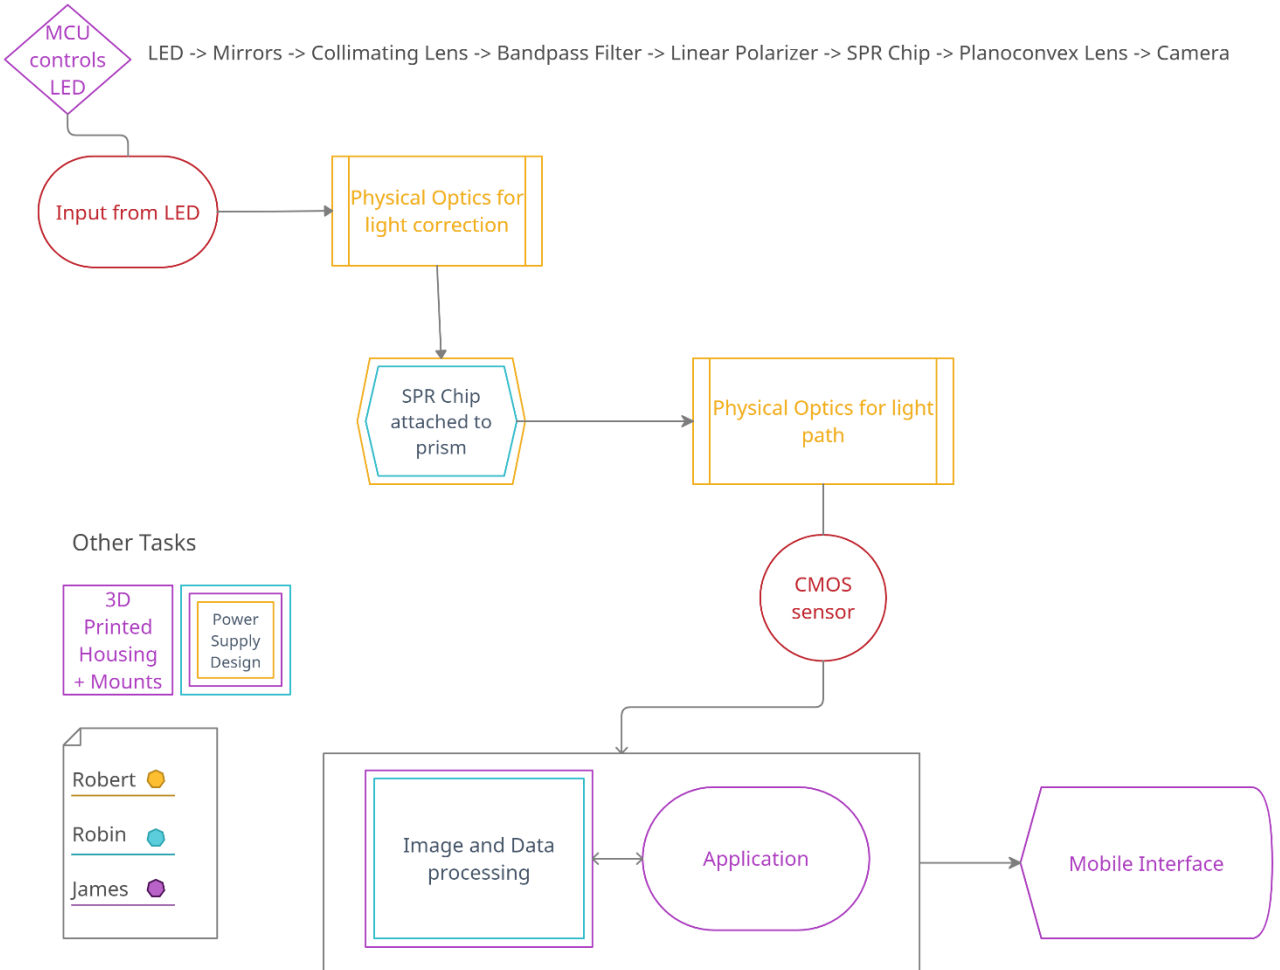 MCU
controls
LED
LED -> Mirrors -> Collimating Lens -> Bandpass Filter -> Linear Polarizer -> SPR Chip -> Planoconvex Lens -> Camera
Input from LED
Physical Optics for
light correction
SPR Chip
attached to
prism
Physical Optics for light
path
CMOS
sensor
Other Tasks
3D
Printed
Housing
+ Mounts
Power
Supply
Design
Robert
Robin
James
Image and Data
processing
Application
Mobile Interface